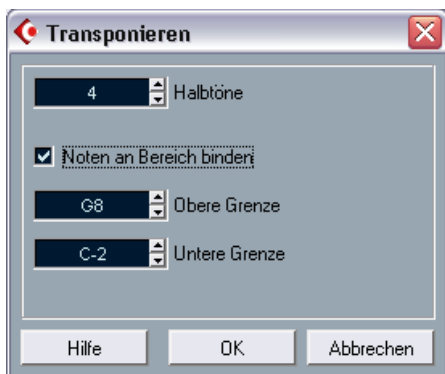 Transponieren
4 Halbtöne
Noten an Bereich binden
G8 Obere Grenze
C-2 Untere Grenze
Hilfe OK Abbrechen